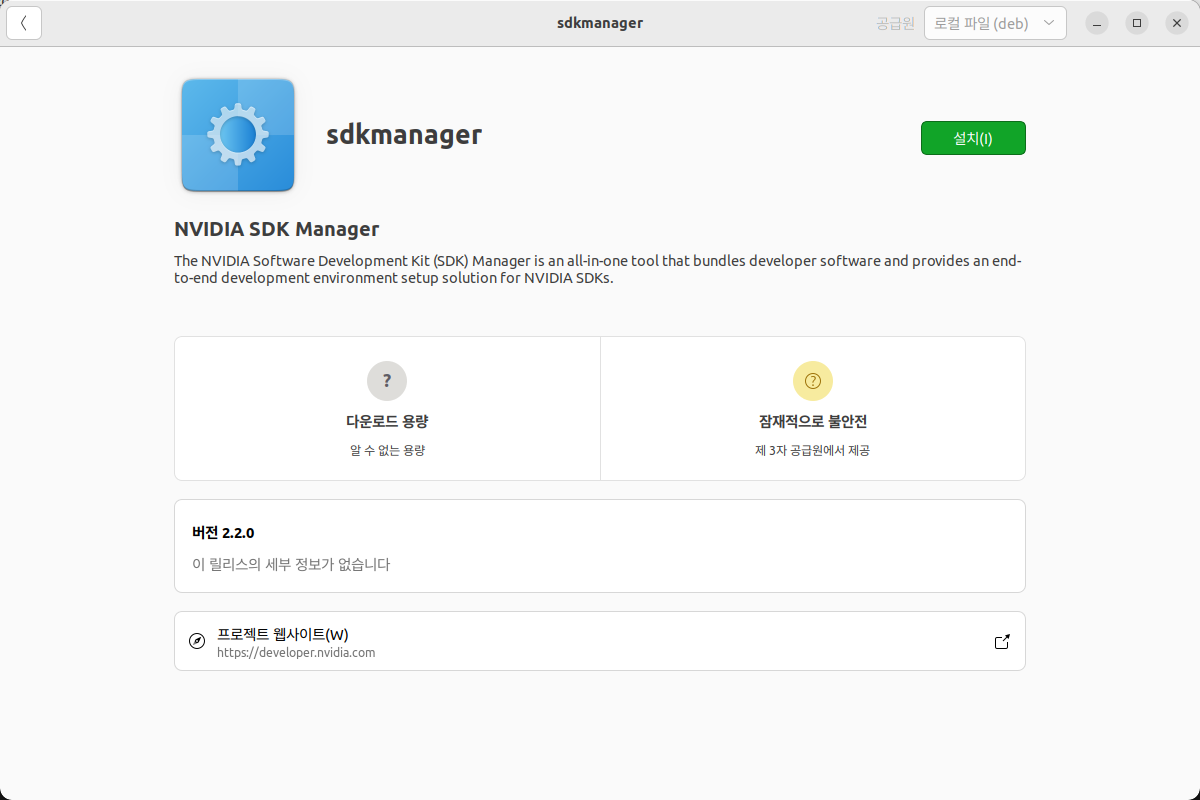 sdkmanager
공급원
로컬 파일 (deb)
sdkmanager
설치(I)
NVIDIA SDK Manager
The NVIDIA Software Development Kit (SDK) Manager is an all-in-one tool that bundles developer software and provides an end-
to-end development environment setup solution for NVIDIA SDKs.
?
다운로드 용량
알 수 없는 용량
?
잠재적으로 불안전
제 3자 공급원에서 제공
버전 2.2.0
이 릴리스의 세부 정보가 없습니다
프로젝트 웹사이트(W)
https://developer.nvidia.com